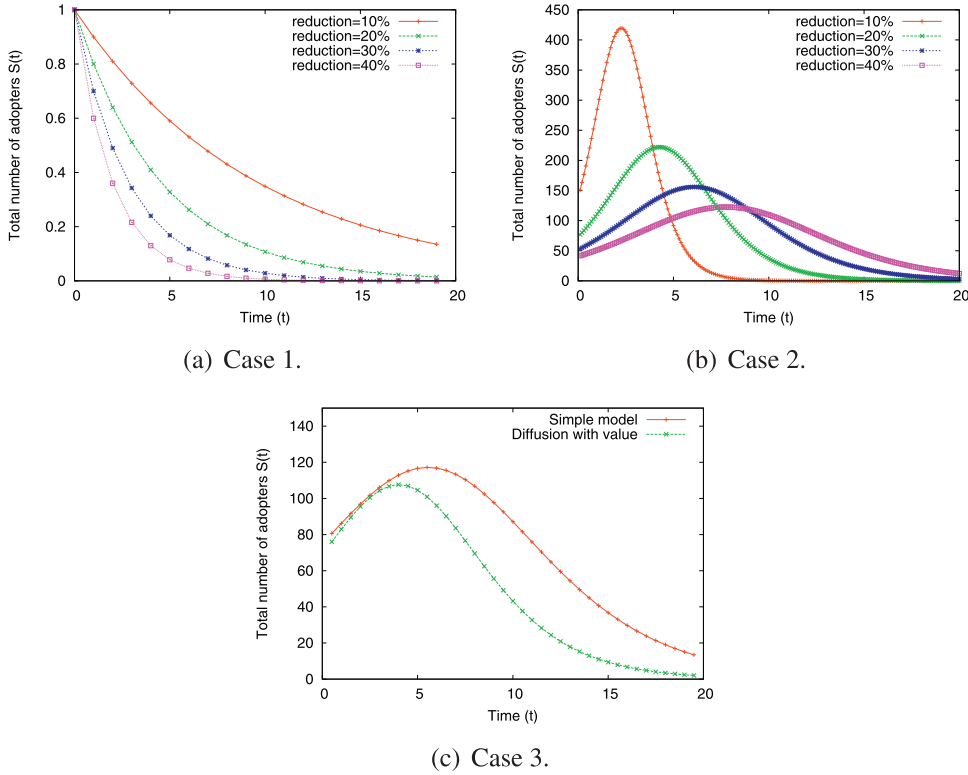 Total number of adopters S(t)
1
0.8
0.6
0.4
0.2
0
0 5 10 15 20
Time (t)
reduction=10%
reduction=20%
reduction=30%
reduction=40%
(a) Case 1.
Total number of adopters S(t)
450
400
350
300
250
200
150
100
50
0
0 5 10 15 20
Time (t)
reduction=10%
reduction=20%
reduction=30%
reduction=40%
(b) Case 2.
Total number of adopters S(t)
140
120
100
80
60
40
20
0
0 5 10 15 20
Time (t)
Simple model
Diffusion with value
(c) Case 3.